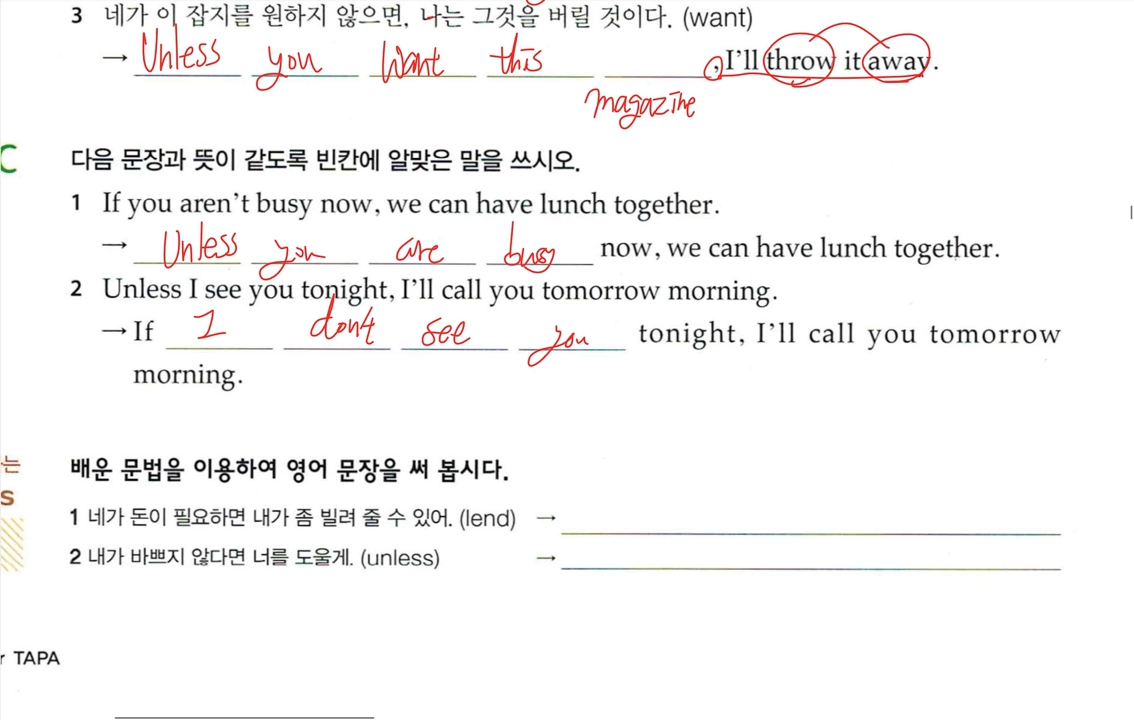 3 네가 이 잡지를 원하지 않으면, 나는 그것을 버릴 것이다. (want)
→ Unless you want this , I'll throw it away.
magazine
C 다음 문장과 뜻이 같도록 빈칸에 알맞은 말을 쓰시오.
1 If you aren't busy now, we can have lunch together.
→ Unless you are busy now, we can have lunch together.
2 Unless I see you tonight, I'll call you tomorrow morning.
→ If I don't see you tonight, I'll call you tomorrow
morning.
는 배운 문법을 이용하여 영어 문장을 써 봅시다.
s
1 네가 돈이 필요하면 내가 좀 빌려 줄 수 있어. (lend) →
2 내가 바쁘지 않다면 너를 도울게. (unless) →
r TAPA